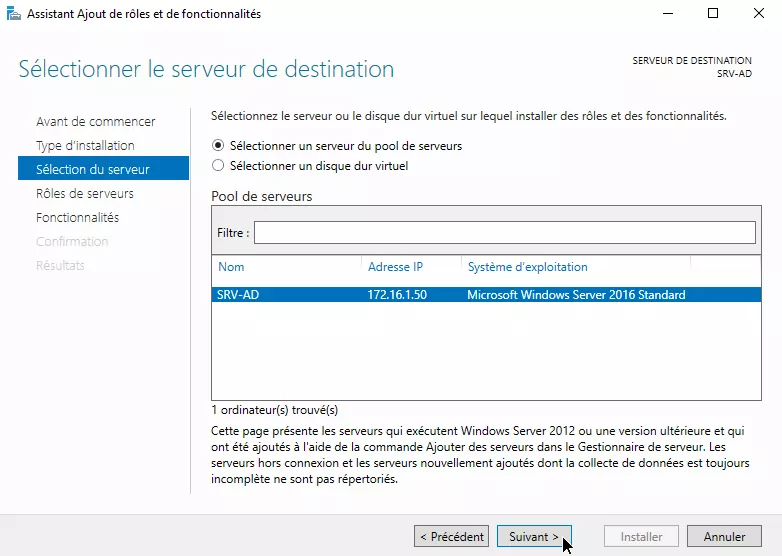 Assistant Ajout de rôles et de fonctionnalités
Sélectionner le serveur de destination
SERVEUR DE DESTINATION
SRV-AD
Avant de commencer
Type d'installation
Sélection du serveur
Rôles de serveurs
Fonctionnalités
Confirmation
Résultats
Sélectionnez le serveur ou le disque dur virtuel sur lequel installer des rôles et des fonctionnalités.
Sélectionner un serveur du pool de serveurs
Sélectionner un disque dur virtuel
Pool de serveurs
Filtre :
Nom Adresse IP Système d'exploitation
SRV-AD 172.16.1.50 Microsoft Windows Server 2016 Standard
1 ordinateur(s) trouvé(s)
Cette page présente les serveurs qui exécutent Windows Server 2012 ou une version ultérieure et qui
ont été ajoutés à l'aide de la commande Ajouter des serveurs dans le Gestionnaire de serveur. Les
serveurs hors connexion et les serveurs nouvellement ajoutés dont la collecte de données est toujours
incomplète ne sont pas répertoriés.
< Précédent Suivant > Installer Annuler